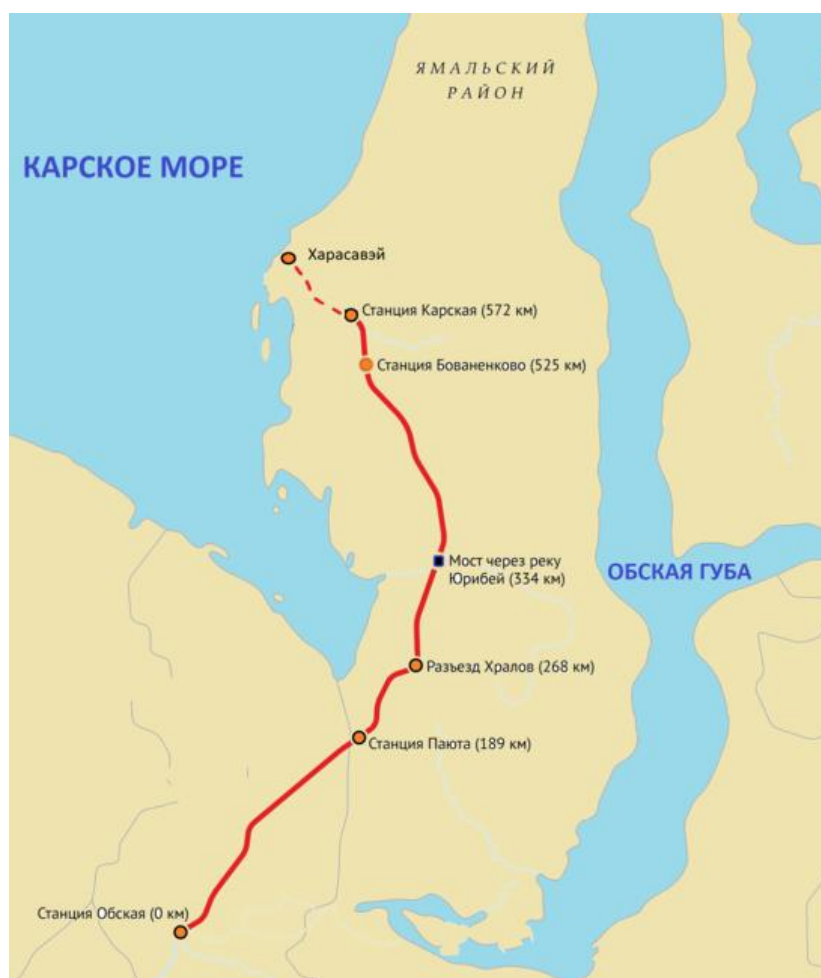 ЯМАЛЬСКИЙ
РАЙОН
КАРСКОЕ МОРЕ
Харасавэй
Станция Карская (572 км)
Станция Бованенково (525 км)
Мост через реку
Юрибей (334 км)
ОБСКАЯ ГУБА
Разъезд Хралов (268 км)
Станция Паюта (189 км)
Станция Обская (0 км)